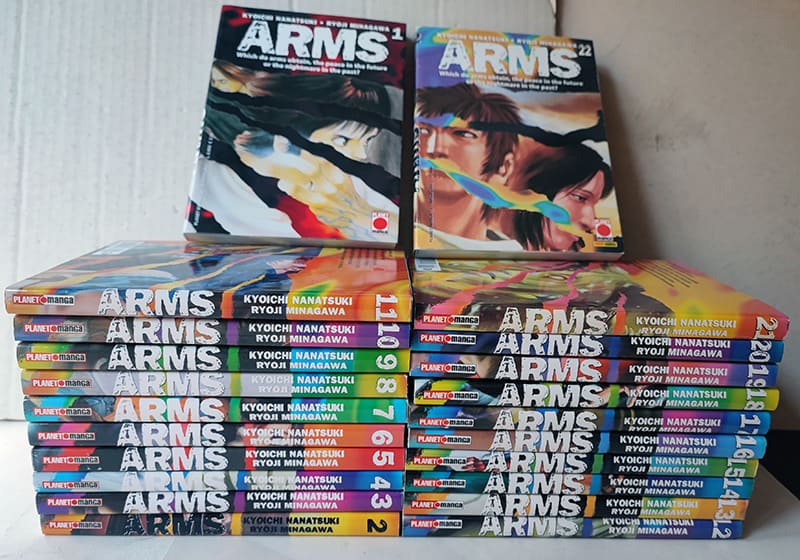 KYOICHI NANATSUKI • RYOJI MINAGAWA
ARMS 1
Which do arms obtain, the peace in the future
or the nightmare in the past?
PLANET manga
KYOICHI NANATSUKI • RYOJI MINAGAWA
ARMS 22
Which do arms obtain, the peace in the future
or the nightmare in the past?
PLANET manga ARMS KYOICHI NANATSUKI
RYOJI MINAGAWA 11
PLANET manga ARMS KYOICHI NANATSUKI
RYOJI MINAGAWA 10
PLANET manga ARMS KYOICHI NANATSUKI
RYOJI MINAGAWA 9
PLANET manga ARMS KYOICHI NANATSUKI
RYOJI MINAGAWA 8
PLANET manga ARMS KYOICHI NANATSUKI
RYOJI MINAGAWA 7
PLANET manga ARMS KYOICHI NANATSUKI
RYOJI MINAGAWA 6
PLANET manga ARMS KYOICHI NANATSUKI
RYOJI MINAGAWA 5
PLANET manga ARMS KYOICHI NANATSUKI
RYOJI MINAGAWA 4
PLANET manga ARMS KYOICHI NANATSUKI
RYOJI MINAGAWA 3
PLANET manga ARMS KYOICHI NANATSUKI
RYOJI MINAGAWA 2
PLANET manga ARMS KYOICHI NANATSUKI
RYOJI MINAGAWA 21
PLANET manga ARMS KYOICHI NANATSUKI
RYOJI MINAGAWA 20
PLANET manga ARMS KYOICHI NANATSUKI
RYOJI MINAGAWA 19
PLANET manga ARMS KYOICHI NANATSUKI
RYOJI MINAGAWA 18
PLANET manga ARMS KYOICHI NANATSUKI
RYOJI MINAGAWA 17
PLANET manga ARMS KYOICHI NANATSUKI
RYOJI MINAGAWA 16
PLANET manga ARMS KYOICHI NANATSUKI
RYOJI MINAGAWA 15
PLANET manga ARMS KYOICHI NANATSUKI
RYOJI MINAGAWA 14
PLANET manga ARMS KYOICHI NANATSUKI
RYOJI MINAGAWA 13
PLANET manga ARMS KYOICHI NANATSUKI
RYOJI MINAGAWA 12